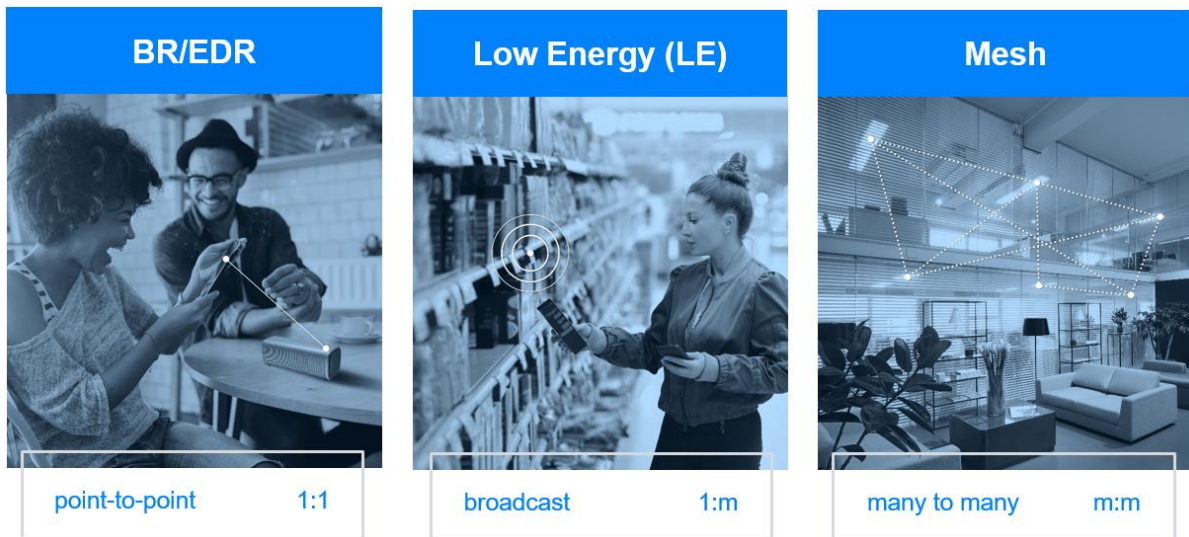 BR/EDR
Low Energy (LE)
Mesh
point-to-point 1:1
broadcast 1:m
many to many m:m